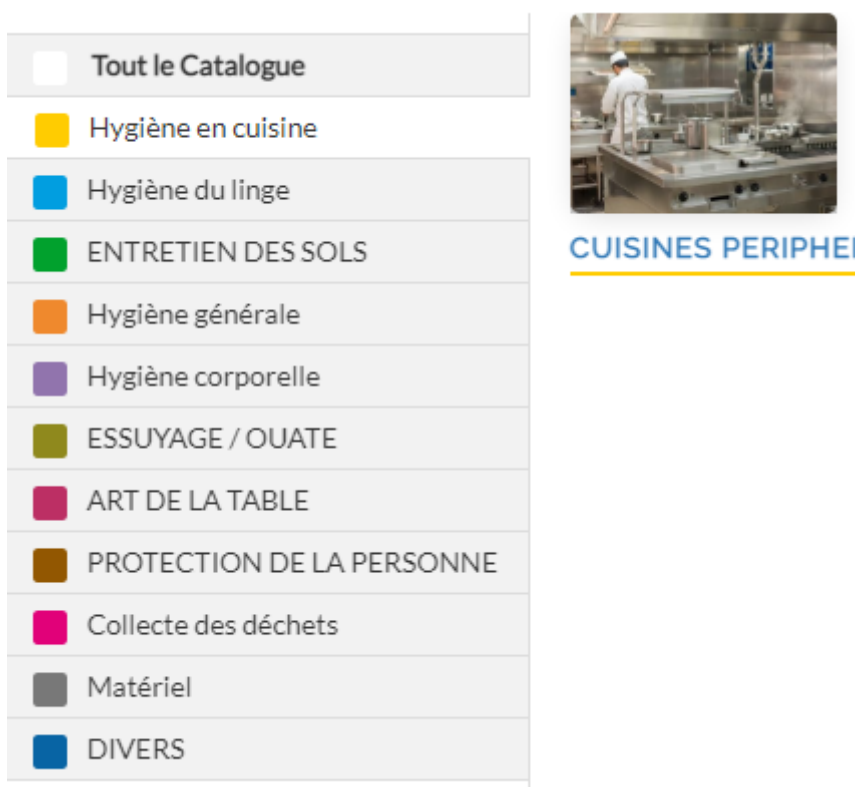 Tout le Catalogue
Hygiène en cuisine
Hygiène du linge
ENTRETIEN DES SOLS
Hygiène générale
Hygiène corporelle
ESSUYAGE / OUATE
ART DE LA TABLE
PROTECTION DE LA PERSONNE
Collecte des déchets
Matériel
DIVERS
CUISINES